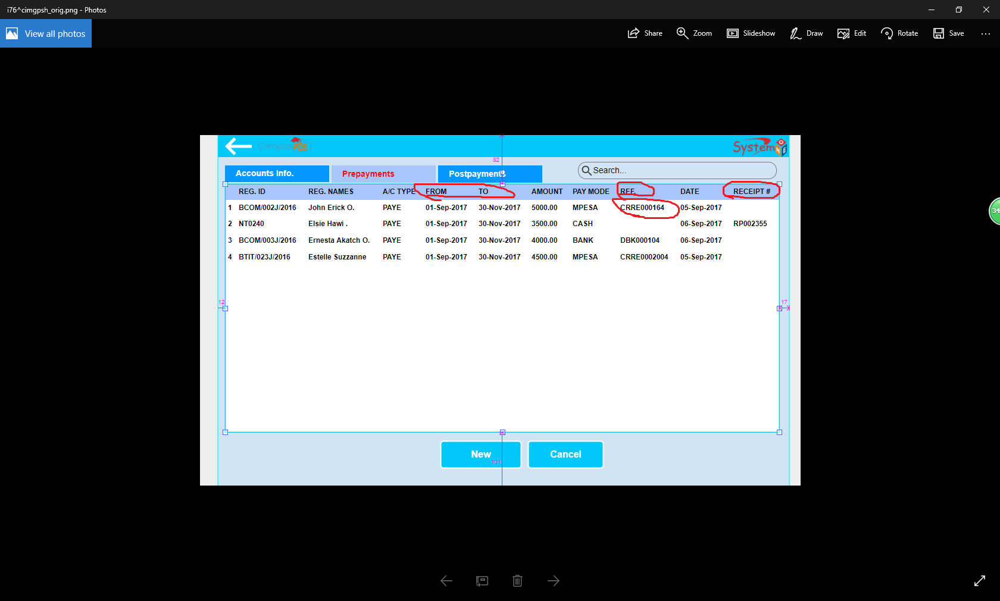 i76^cimgpsh_orig.png - Photos
View all photos Share Zoom Slideshow Draw Edit Rotate Save
CampusPOS SystemONE
82
Accounts Info. Prepayments Postpayments Search...
REG. ID REG. NAMES A/C TYPE FROM TO AMOUNT PAY MODE REF. DATE RECEIPT #
1 BCOM/002J/2016 John Erick O. PAYE 01-Sep-2017 30-Nov-2017 5000.00 MPESA CRRE000164 05-Sep-2017
2 NT0240 Elsie Hawi . PAYE 01-Sep-2017 30-Nov-2017 3500.00 CASH 06-Sep-2017 RP002355
3 BCOM/003J/2016 Ernesta Akatch O. PAYE 01-Sep-2017 30-Nov-2017 4000.00 BANK DBK000104 06-Sep-2017
4 BTIT/023J/2016 Estelle Suzzanne PAYE 01-Sep-2017 30-Nov-2017 4500.00 MPESA CRRE0002004 05-Sep-2017
34
12 17
New Cancel